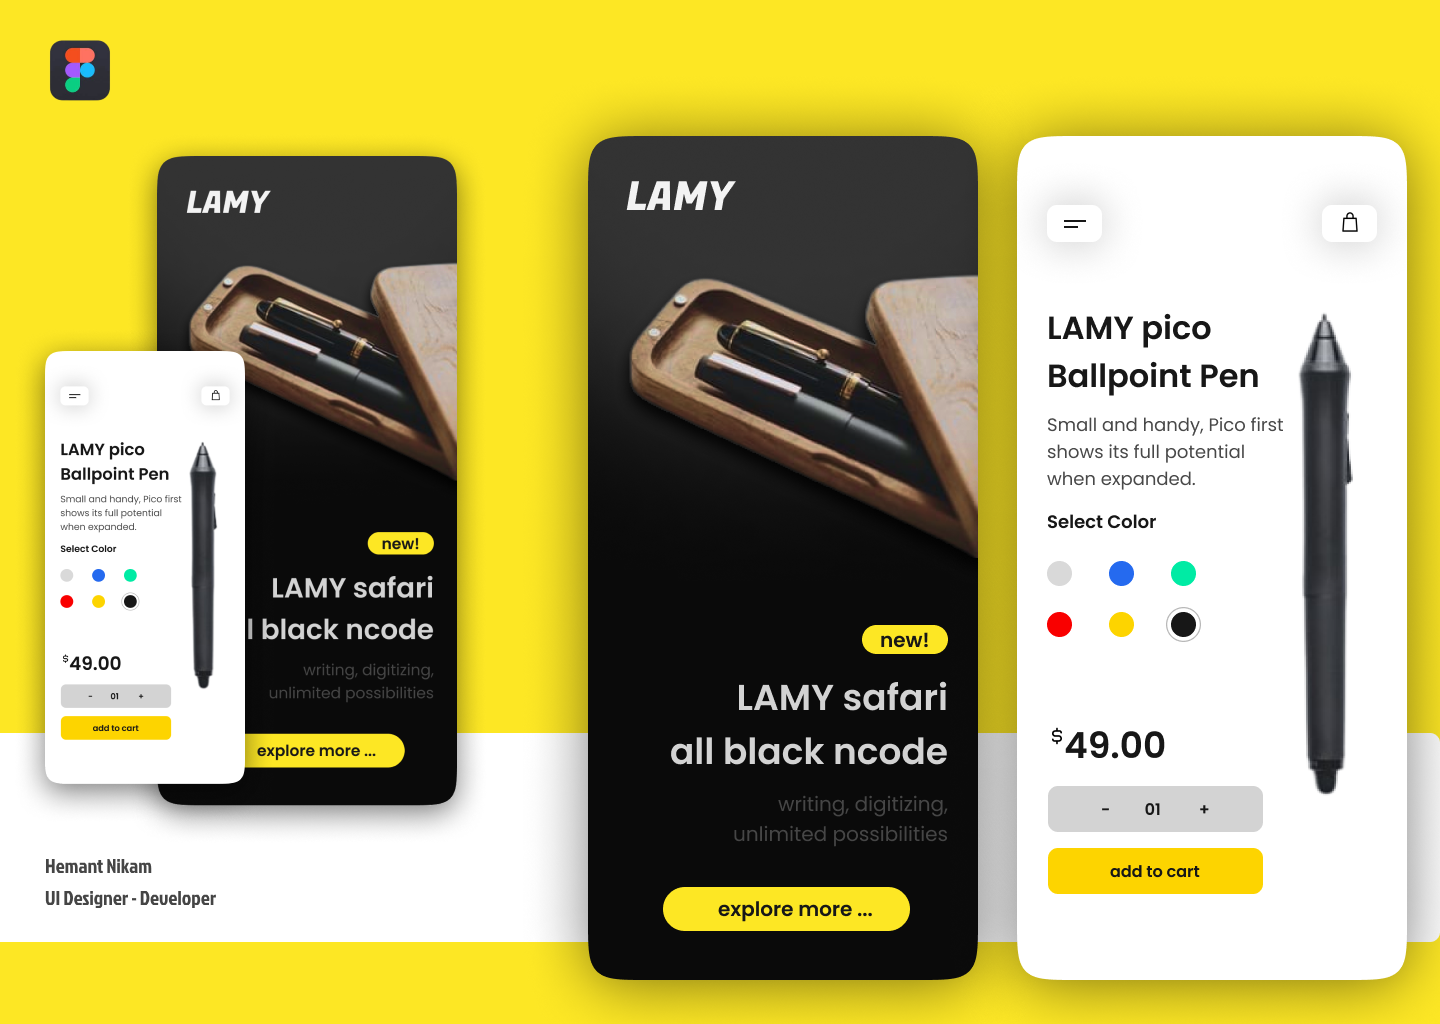 LAMY
LAMY pico
Ballpoint Pen
Small and handy, Pico first
shows its full potential
when expanded.
Select Color
$49.00
- 01 +
add to cart
new!
LAMY safari
l black ncode
writing, digitizing,
unlimited possibilities
explore more ...
Hemant Nikam
UI Designer - Developer
LAMY
new!
LAMY safari
all black ncode
writing, digitizing,
unlimited possibilities
explore more ...
LAMY pico
Ballpoint Pen
Small and handy, Pico first
shows its full potential
when expanded.
Select Color
$49.00
- 01 +
add to cart